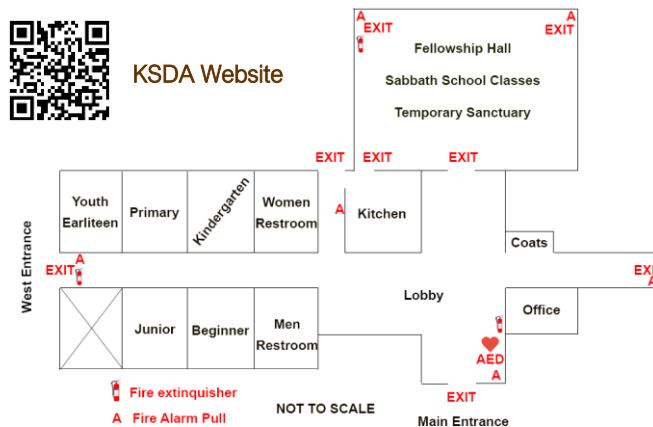 A
EXIT
A
EXIT
Fellowship Hall
Sabbath School Classes
Temporary Sanctuary
KSDA Website
EXIT
EXIT
EXIT
Youth
Earliteen
Primary
Kindergarten
Women
Restroom
A
Kitchen
Coats
West Entrance
EXIT
A
EXI
A
Lobby
Office
Junior
Beginner
Men
Restroom
AED
A
EXIT
Fire extinguisher
A Fire Alarm Pull
NOT TO SCALE
Main Entrance